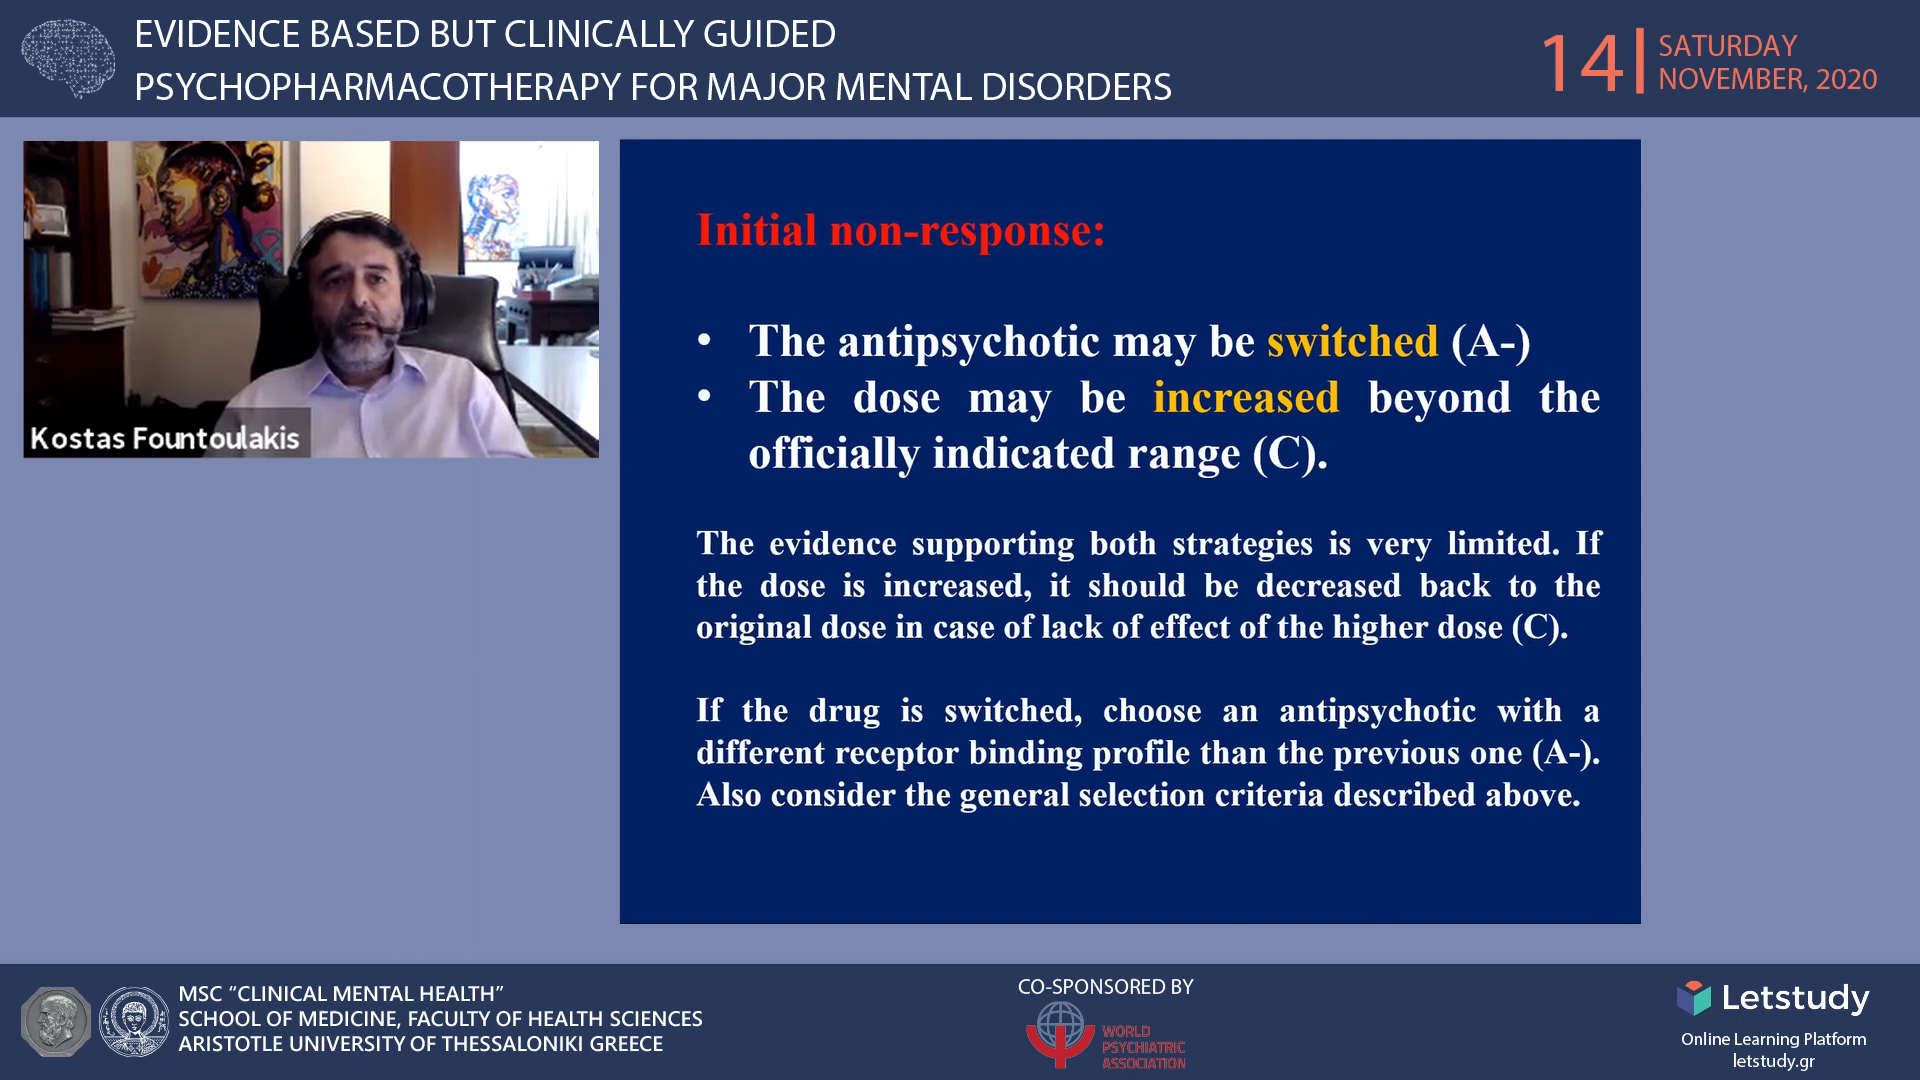 EVIDENCE BASED BUT CLINICALLY GUIDED
PSYCHOPHARMACOTHERAPY FOR MAJOR MENTAL DISORDERS
14
SATURDAY
NOVEMBER, 2020
Kostas Fountoulakis
Initial non-response:
• The antipsychotic may be switched (A-)
• The dose may be increased beyond the
officially indicated range (C).
The evidence supporting both strategies is very limited. If
the dose is increased, it should be decreased back to the
original dose in case of lack of effect of the higher dose (C).
If the drug is switched, choose an antipsychotic with a
different receptor binding profile than the previous one (A-).
Also consider the general selection criteria described above.
MSC “CLINICAL MENTAL HEALTH”
SCHOOL OF MEDICINE, FACULTY OF HEALTH SCIENCES
ARISTOTLE UNIVERSITY OF THESSALONIKI GREECE
CO-SPONSORED BY
WORLD
PSYCHIATRIC
ASSOCIATION
Letstudy
Online Learning Platform
letstudy.gr